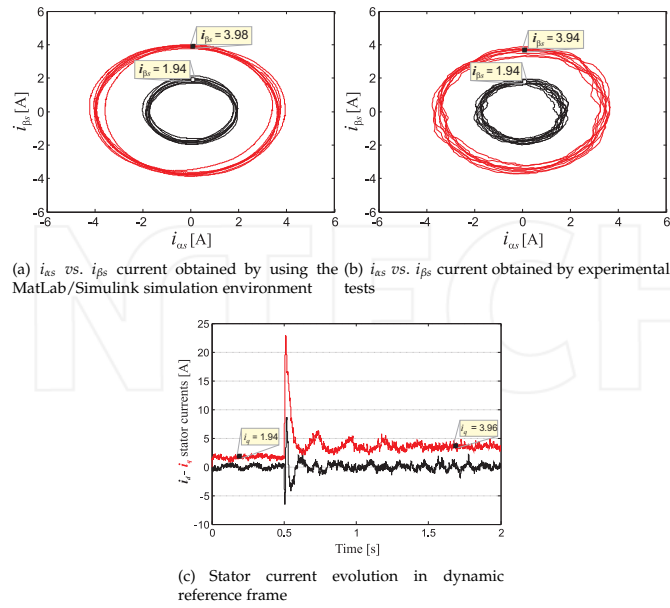 6
4
2
0
-2
-4
-6
-6 -4 -2 0 2 4 6
iβs [A]
iαs [A]
iβs = 3.98
iβs = 1.94
6
4
2
0
-2
-4
-6
-6 -4 -2 0 2 4 6
iβs [A]
iαs [A]
iβs = 3.94
iβs = 1.94
(a) iαs vs. iβs current obtained by using the
MatLab/Simulink simulation environment
(b) iαs vs. iβs current obtained by experimental
tests
NTECH
25
20
15
10
5
0
-5
-10
0 0.5 1 1.5 2
id- iq stator currents [A]
Time [s]
iq = 1.94
iq = 3.96
(c) Stator current evolution in dynamic
reference frame